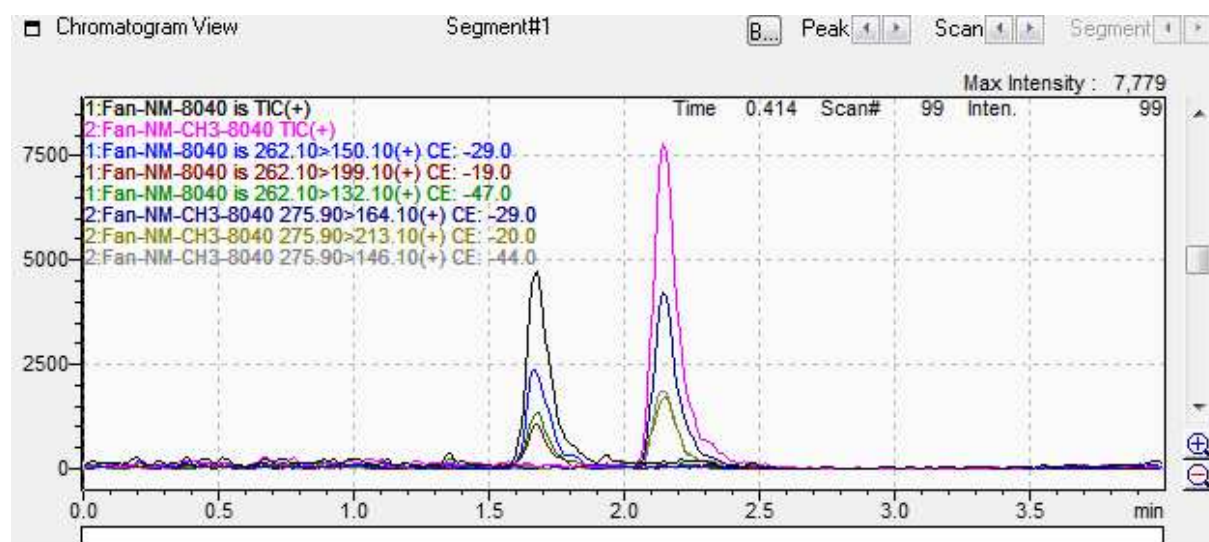 Chromatogram View Segment#1 B... Peak Scan Segment
Max Intensity : 7,779
Time 0.414 Scan# 99 Inten. 99
1:Fan-NM-8040 is TIC(+)
2:Fan-NM-CH3-8040 TIC(+)
1:Fan-NM-8040 is 262.10>150.10(+) CE: -29.0
1:Fan-NM-8040 is 262.10>199.10(+) CE: -19.0
1:Fan-NM-8040 is 262.10>132.10(+) CE: -47.0
2:Fan-NM-CH3-8040 275.90>164.10(+) CE: -29.0
2:Fan-NM-CH3-8040 275.90>213.10(+) CE: -20.0
2:Fan-NM-CH3-8040 275.90>146.10(+) CE: -44.0
7500
5000
2500
0
0.0 0.5 1.0 1.5 2.0 2.5 3.0 3.5 min